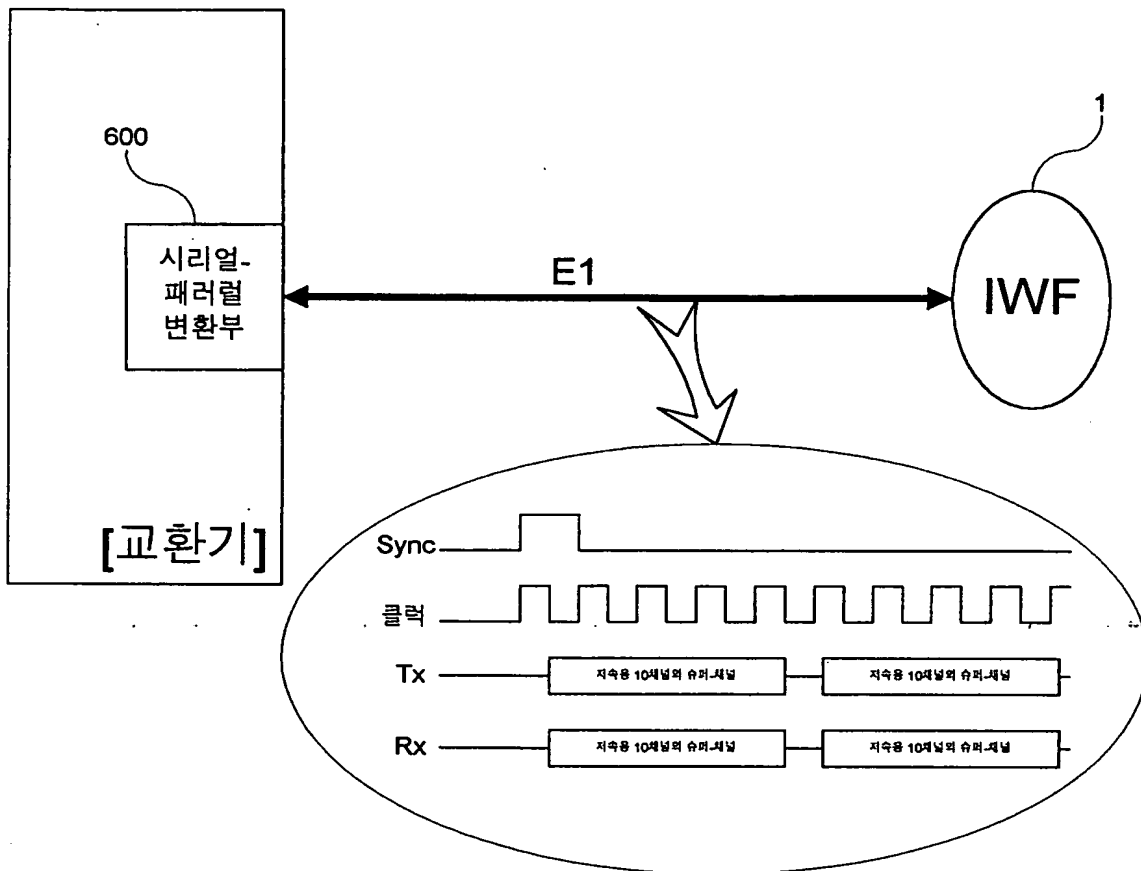 600
1
시리얼-
패러럴
변환부
E1
IWF
[교환기]
Sync
클럭
Tx
지속용 10채널의 슈퍼-채널
지속용 10채널의 슈퍼-채널
Rx
지속용 10채널의 슈퍼-채널
지속용 10채널의 슈퍼-채널